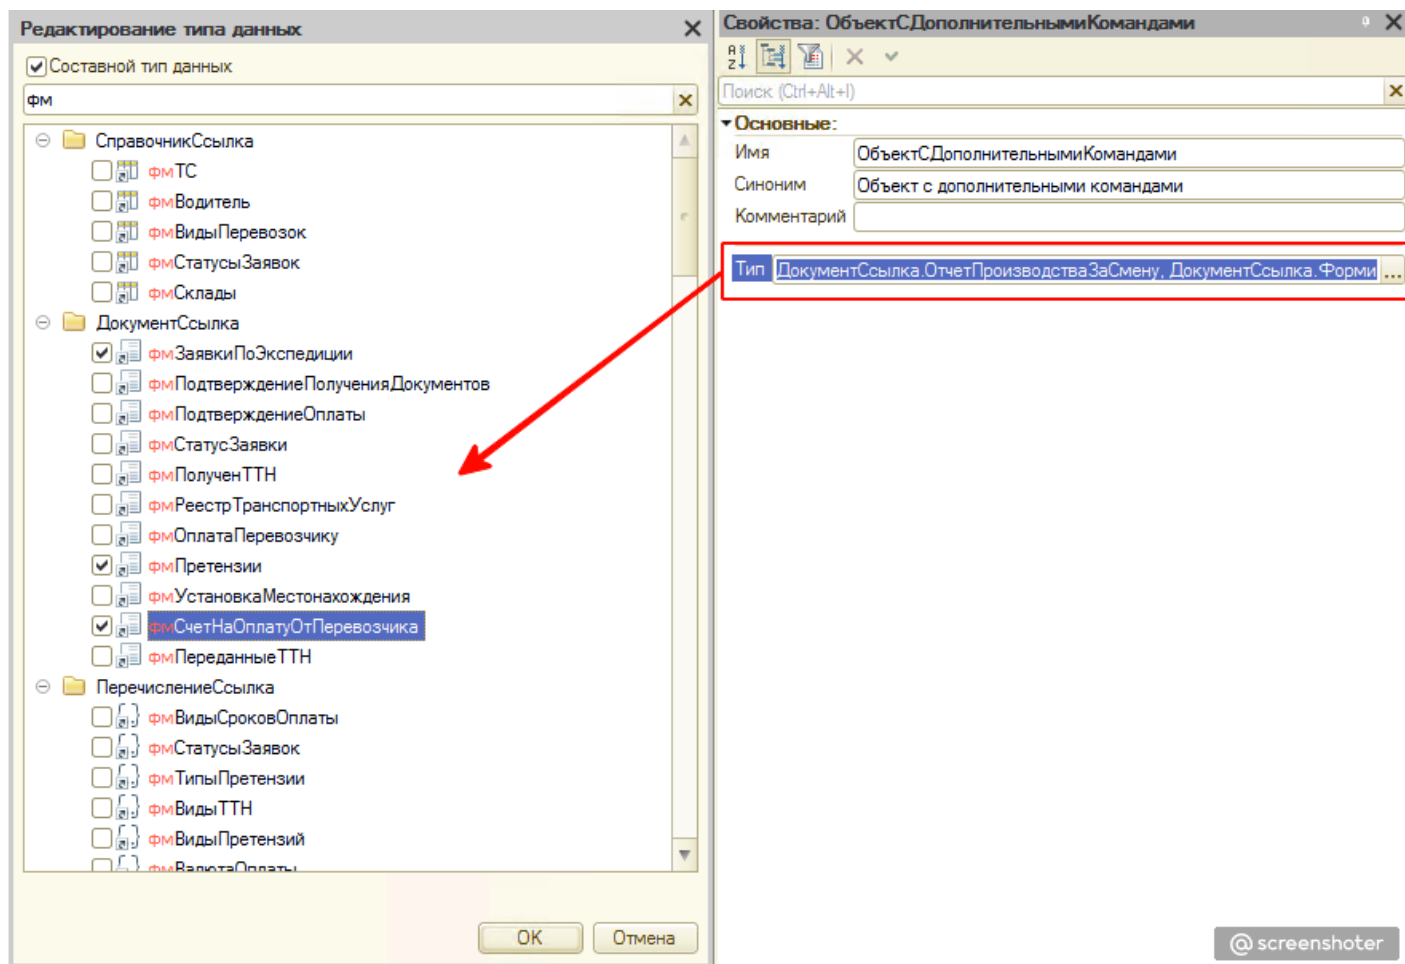 Редактирование типа данных
Составной тип данных
фм
СправочникСсылка
фмТС
фмВодитель
фмВидыПеревозок
фмСтатусыЗаявок
фмСклады
ДокументСсылка
фмЗаявкиПоЭкспедиции
фмПодтверждениеПолученияДокументов
фмПодтверждениеОплаты
фмСтатусЗаявки
фмПолученТТН
фмРеестрТранспортныхУслуг
фмОплатаПеревозчику
фмПретензии
фмУстановкаМестонахождения
фмСчетНаОплатуОтПеревозчика
фмПереданныеТТН
ПеречислениеСсылка
фмВидыСроковОплаты
фмСтатусыЗаявок
фмТипыПретензии
фмВидыТТН
фмВидыПретензий
фмВалютаОплаты
OK Отмена
Свойства: ОбъектСДополнительнымиКомандами
Поиск (Ctrl+Alt+I)
Основные:
Имя ОбъектСДополнительнымиКомандами
Синоним Объект с дополнительными командами
Комментарий
Тип ДокументСсылка.ОтчетПроизводстваЗаСмену, ДокументСсылка.Форми ...
@screenshoter